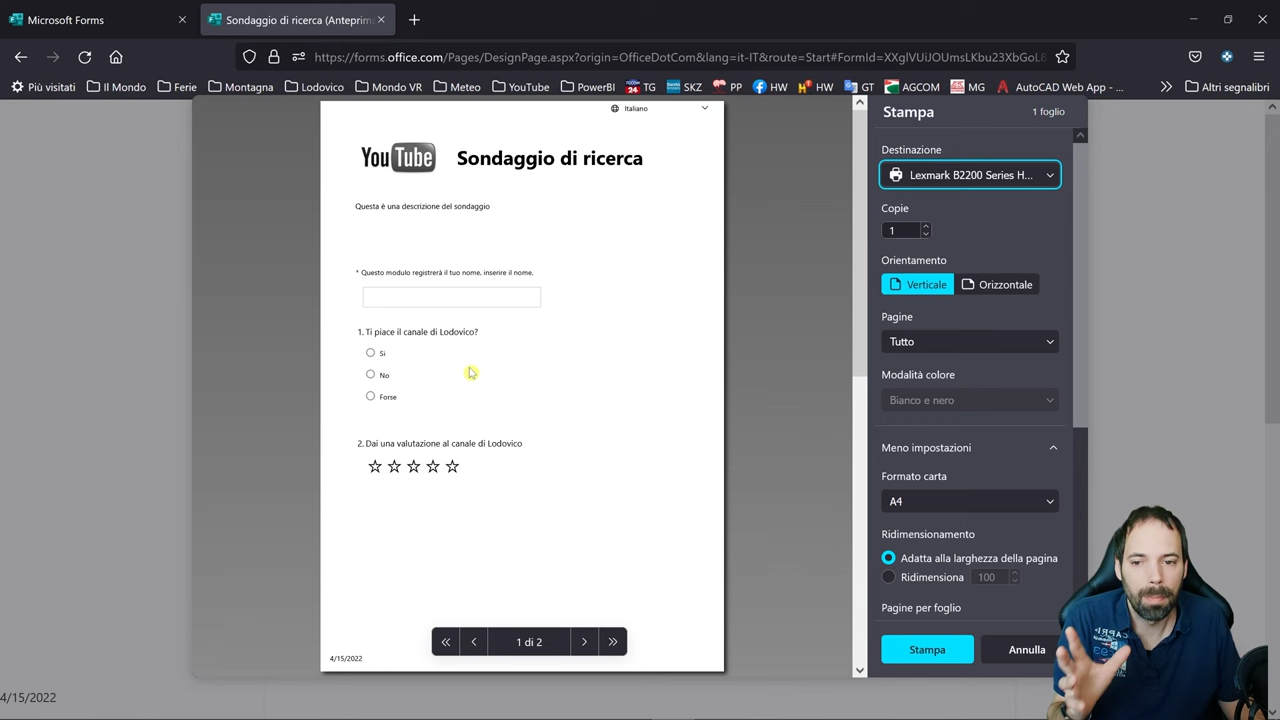 Microsoft Forms
Sondaggio di ricerca (Anteprima
https://forms.office.com/Pages/DesignPage.aspx?origin=OfficeDotCom&lang=it-IT&route=Start#FormId=XXglVUiJOUmsLKbu23XbGoL8
Più visitati
Il Mondo
Ferie
Montagna
Lodovico
Mondo VR
Meteo
YouTube
PowerBI
TG
SKZ
PP
HW
HW
GT
AGCOM
MG
AutoCAD Web App - ...
Altri segnalibri
Italiano
YouTube
Sondaggio di ricerca
Questa è una descrizione del sondaggio
* Questo modulo registrerà il tuo nome, inserire il nome.
1. Ti piace il canale di Lodovico?
Sì
No
Forse
2. Dai una valutazione al canale di Lodovico
4/15/2022
1 di 2
Stampa
1 foglio
Destinazione
Lexmark B2200 Series H...
Copie
1
Orientamento
Verticale
Orizzontale
Pagine
Tutto
Modalità colore
Bianco e nero
Meno impostazioni
Formato carta
A4
Ridimensionamento
Adatta alla larghezza della pagina
Ridimensiona
100
Pagine per foglio
Stampa
Annulla
4/15/2022